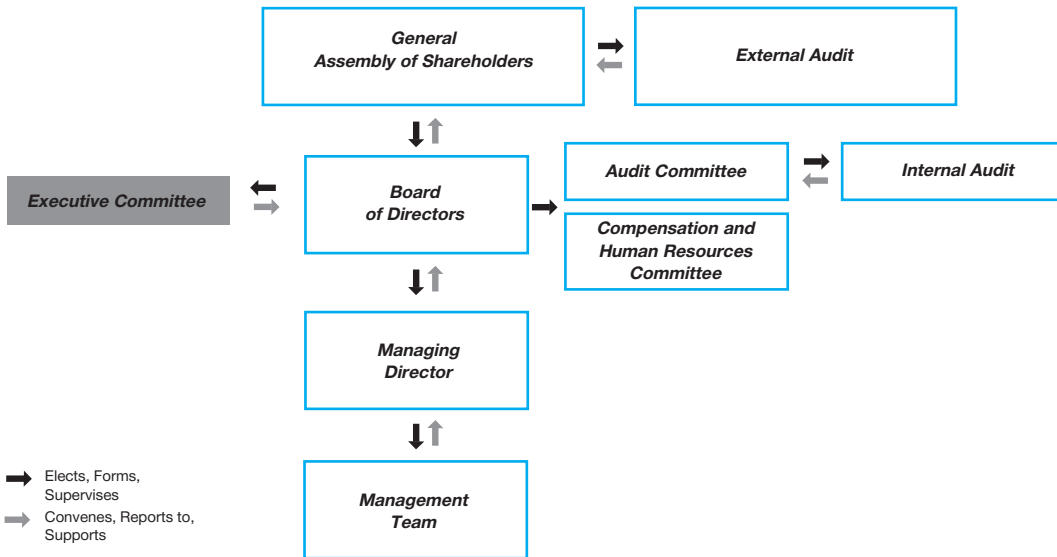 General
Assembly of Shareholders
External Audit
Executive Committee
Board
of Directors
Audit Committee
Internal Audit
Compensation and
Human Resources
Committee
Managing
Director
Elects, Forms,
Supervises
Convenes, Reports to,
Supports
Management
Team